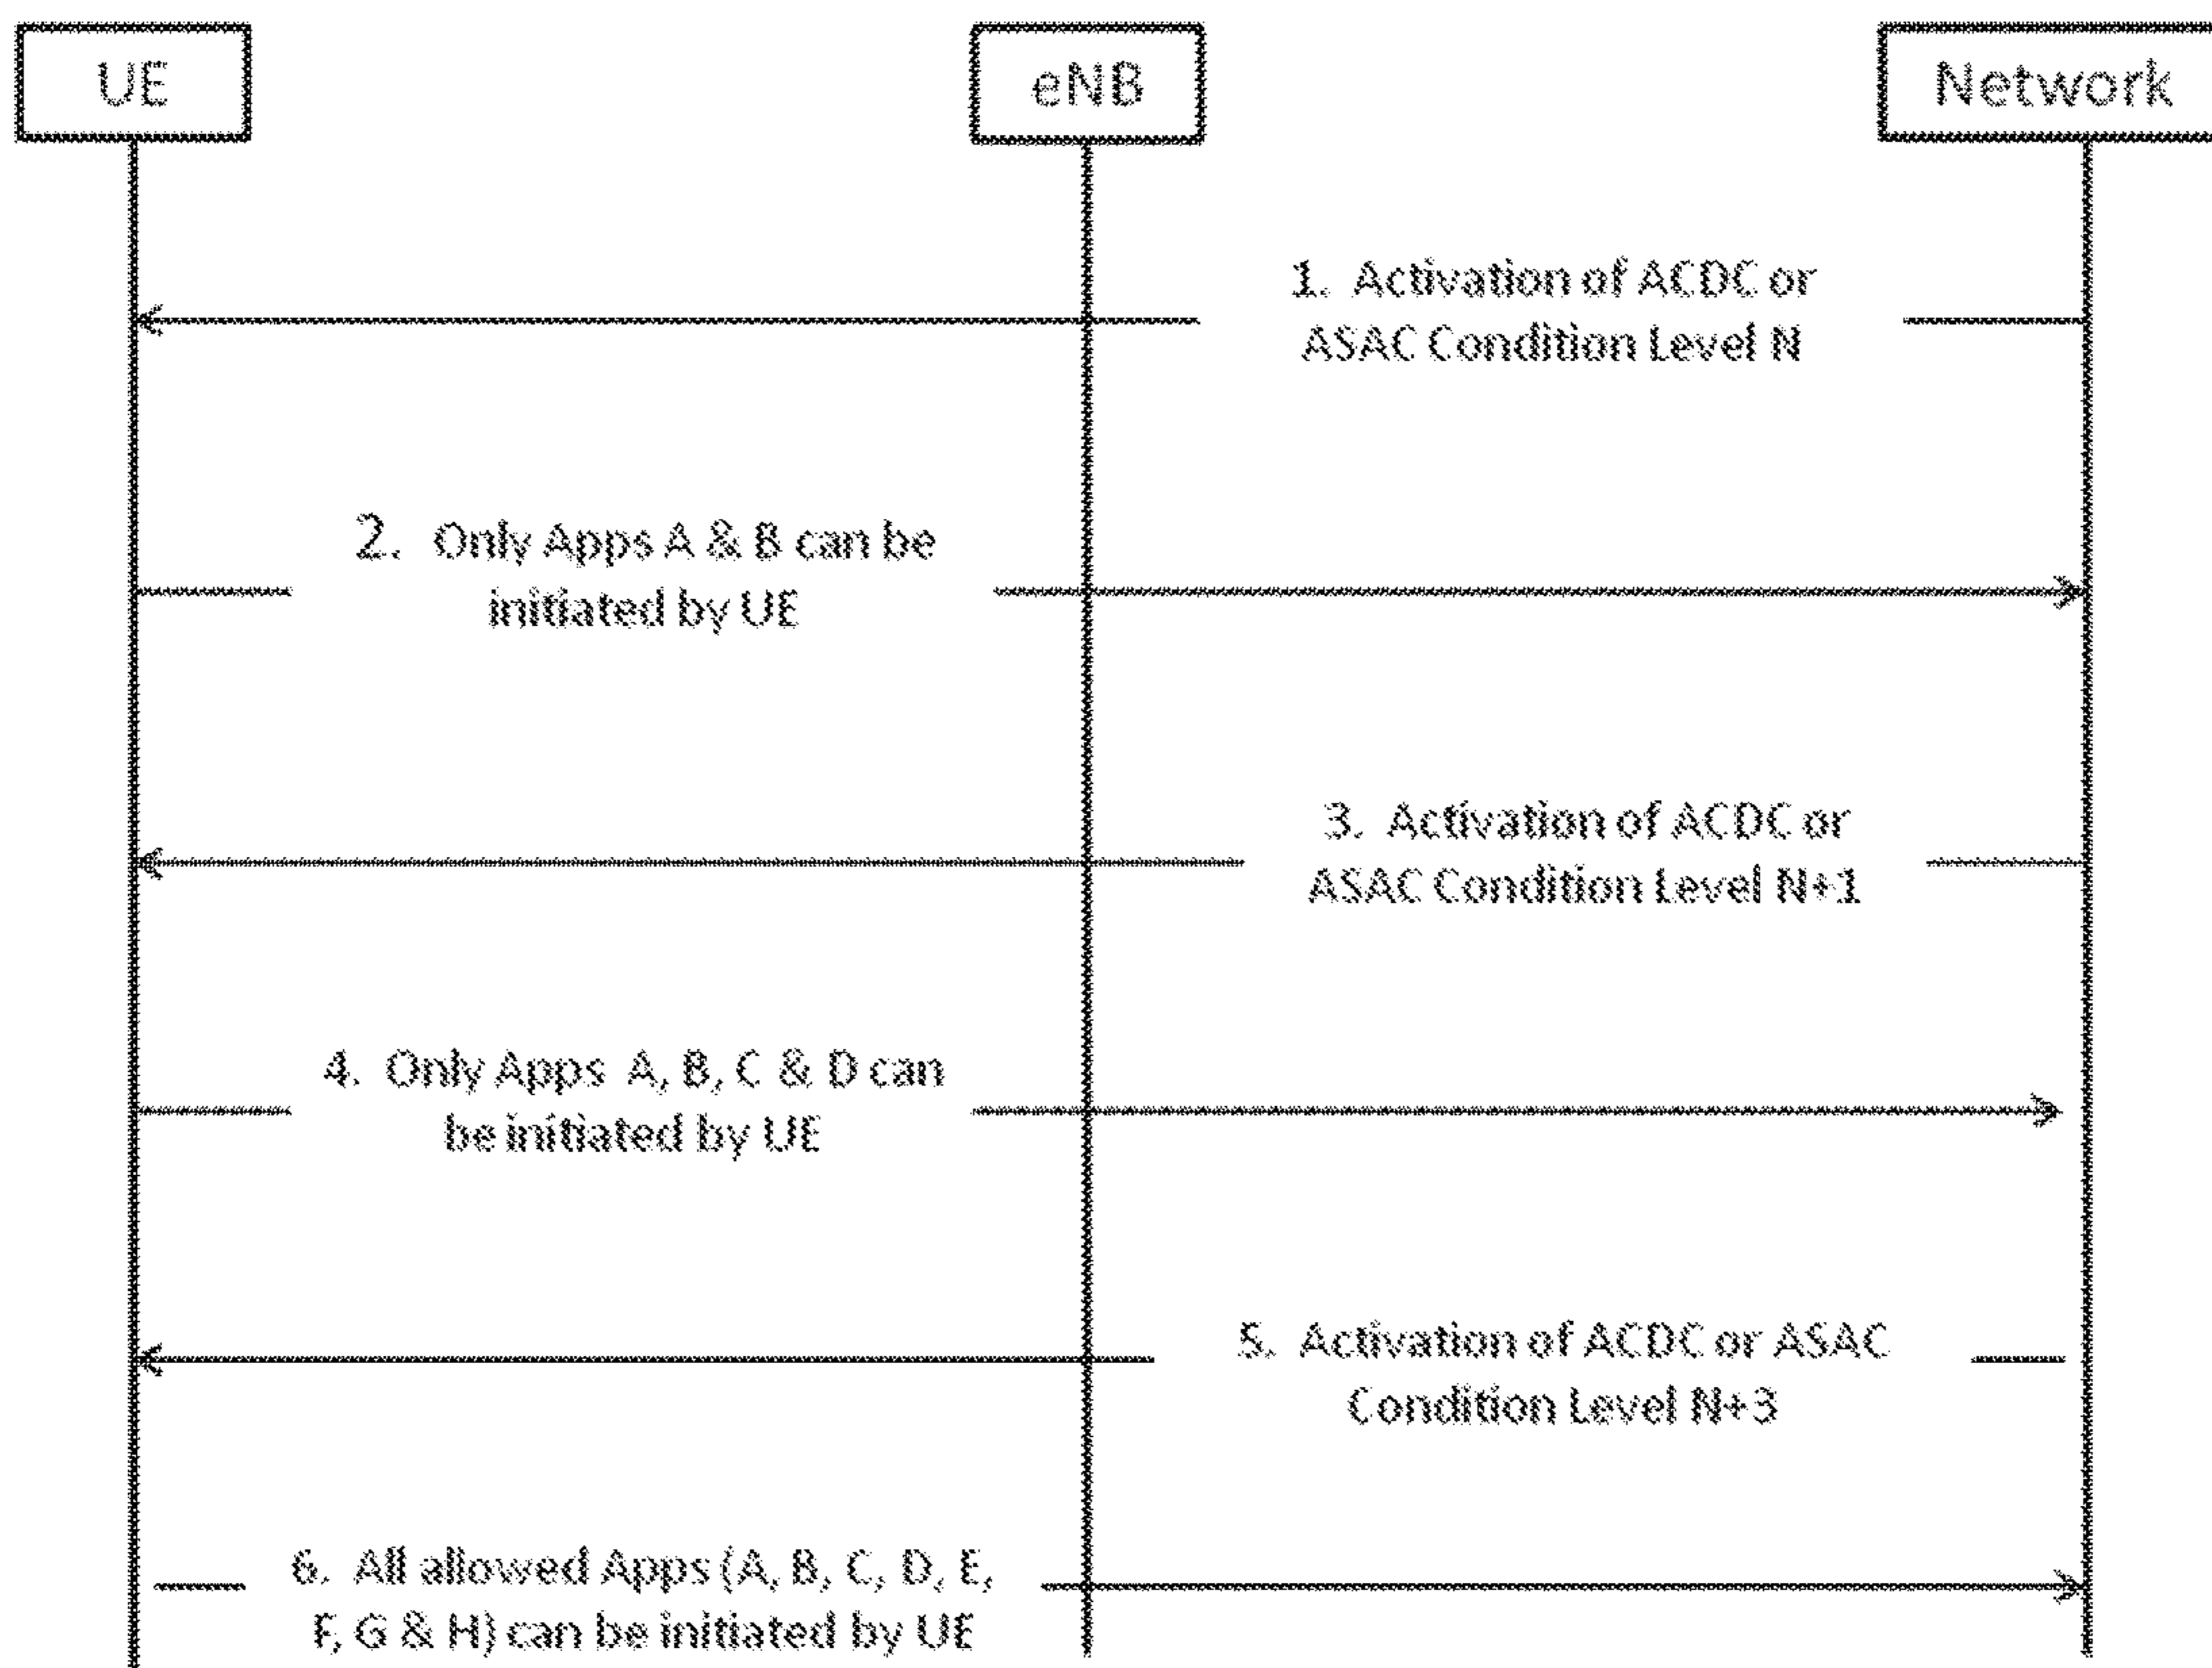 UE
eNB
Network
1. Activation of ACDC or
ASAC Condition Level N
2. Only Apps A & B can be
initiated by UE
3. Activation of ACDC or
ASAC Condition Level N+1
4. Only Apps A, B, C & D can
be initiated by UE
5. Activation of ACDC or ASAC
Condition Level N+3
6. All allowed Apps (A, B, C, D, E,
F, G & H) can be initiated by UE